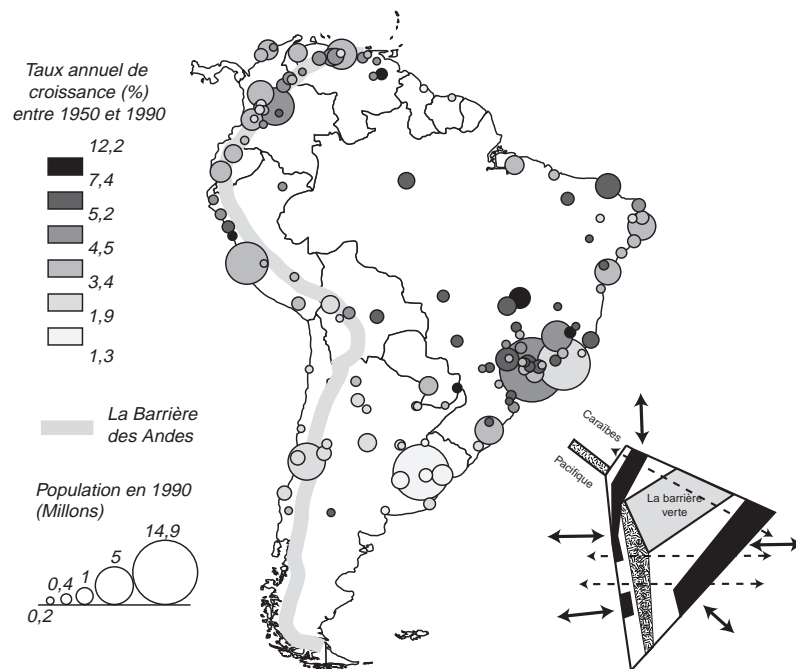 Taux annuel de
croissance (%)
entre 1950 et 1990
12,2
7,4
5,2
4,5
3,4
1,9
1,3
La Barrière
des Andes
Population en 1990
(Millons)
14,9
5
1
0,4
0,2
Caraïbes
Pacifique
La barrière
verte